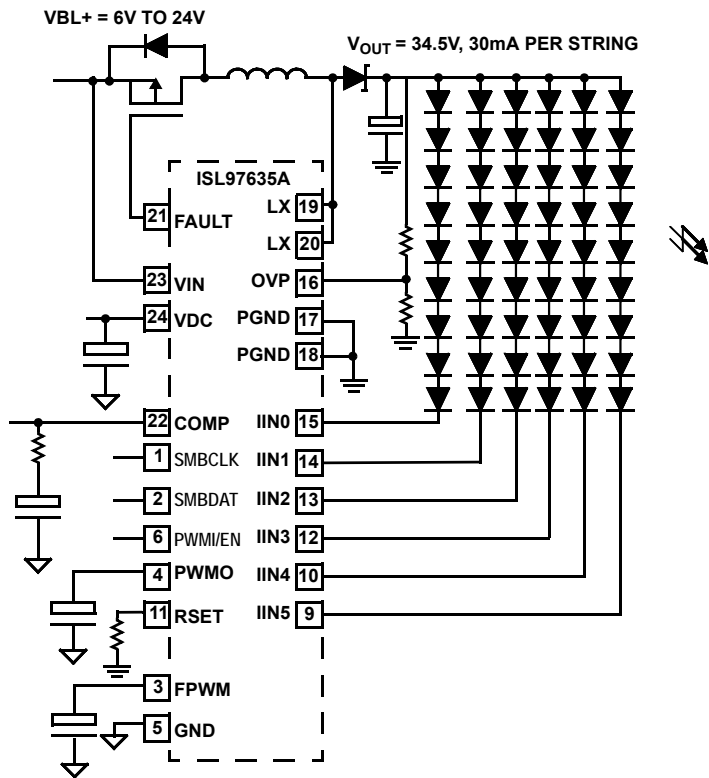 VBL+ = 6V TO 24V
VOUT = 34.5V, 30mA PER STRING
ISL97635A
21 FAULT
LX 19
LX 20
23 VIN
OVP 16
24 VDC
PGND 17
PGND 18
22 COMP
IIN0 15
1 SMBCLK
IIN1 14
2 SMBDAT
IIN2 13
6 PWMI/EN
IIN3 12
4 PWMO
IIN4 10
11 RSET
IIN5 9
3 FPWM
5 GND